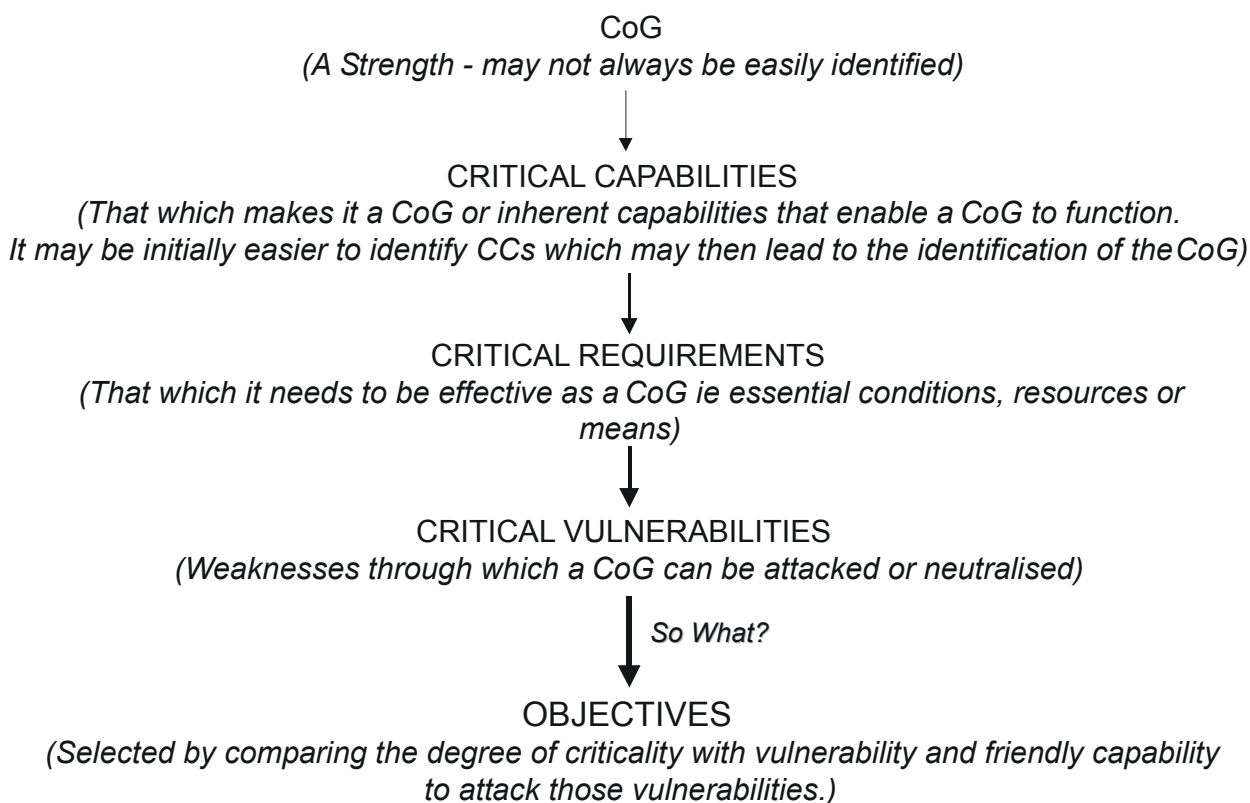 CoG
(A Strength - may not always be easily identified)
CRITICAL CAPABILITIES
(That which makes it a CoG or inherent capabilities that enable a CoG to function.
It may be initially easier to identify CCs which may then lead to the identification of the CoG)
CRITICAL REQUIREMENTS
(That which it needs to be effective as a CoG ie essential conditions, resources or
means)
CRITICAL VULNERABILITIES
(Weaknesses through which a CoG can be attacked or neutralised)
So What?
OBJECTIVES
(Selected by comparing the degree of criticality with vulnerability and friendly capability
to attack those vulnerabilities.)